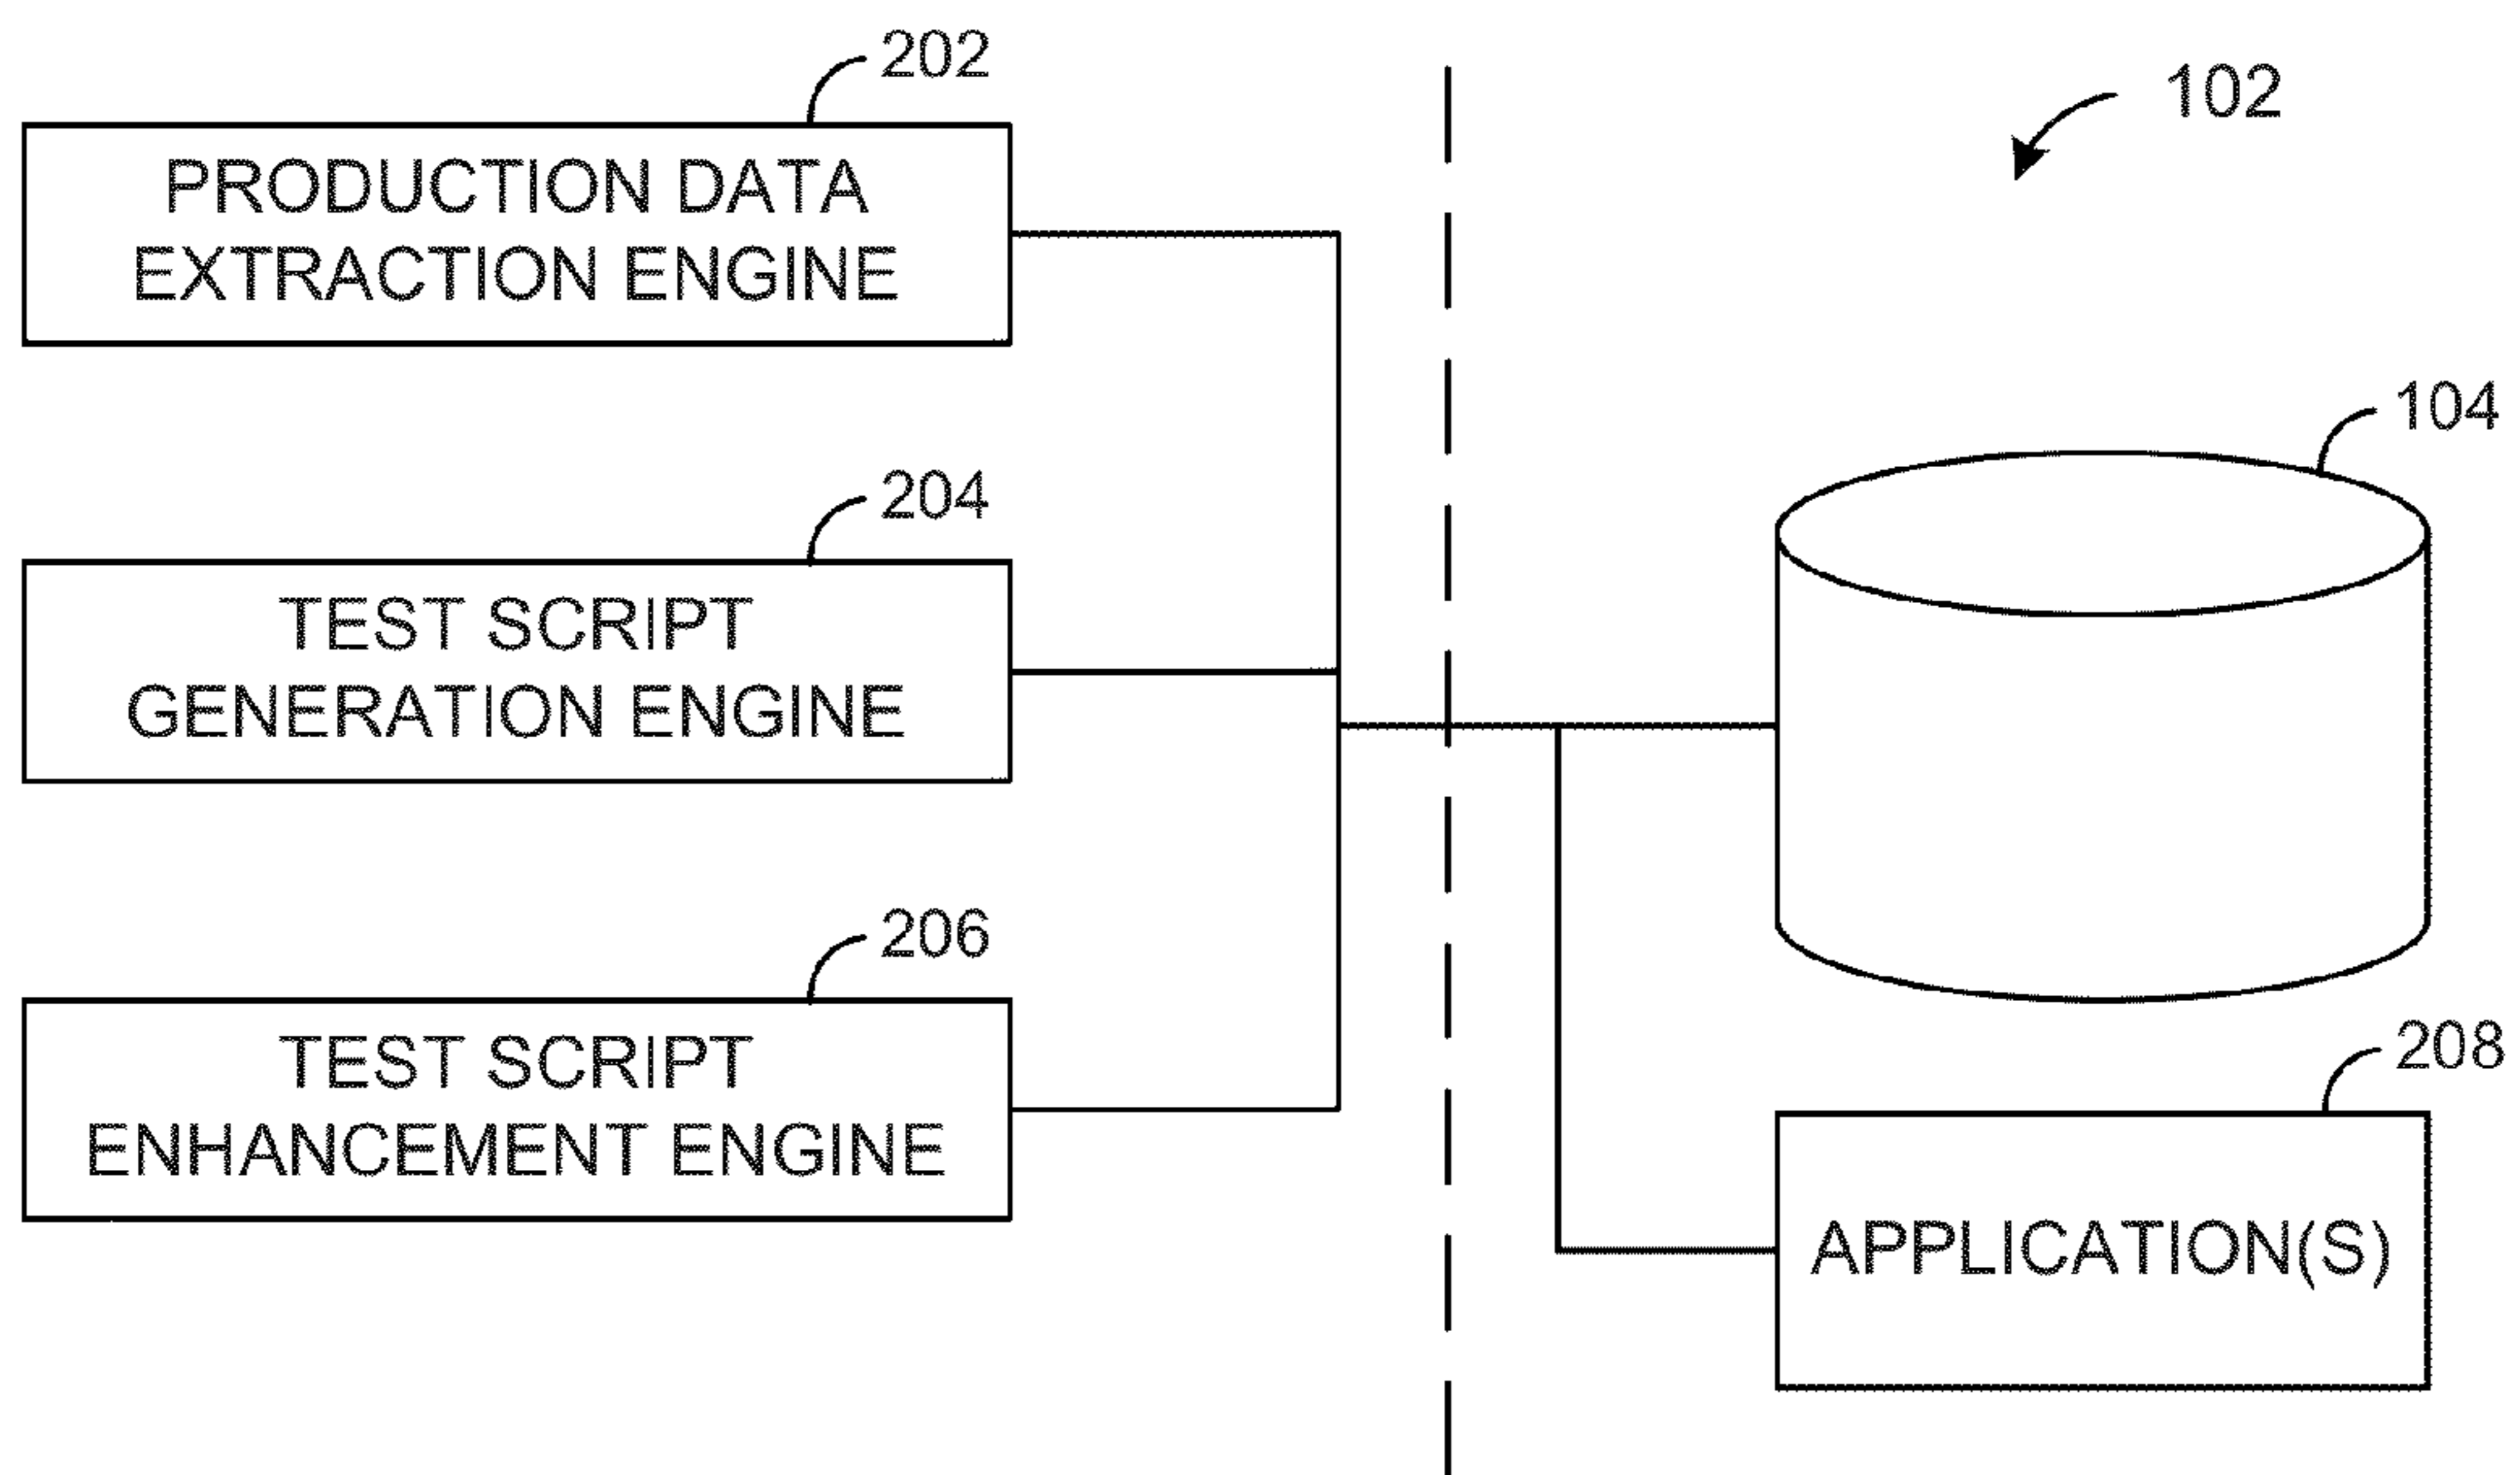 202
PRODUCTION DATA
EXTRACTION ENGINE
204
TEST SCRIPT
GENERATION ENGINE
206
TEST SCRIPT
ENHANCEMENT ENGINE
102
104
208
APPLICATION(S)